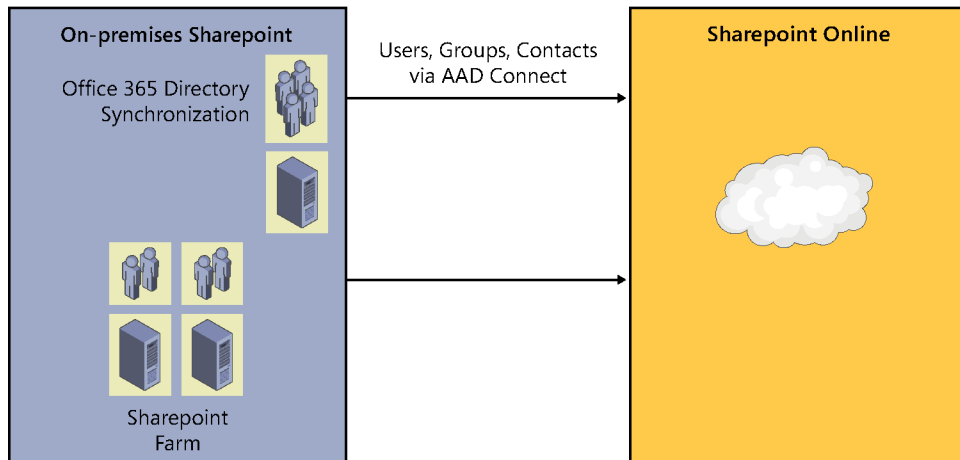 On-premises Sharepoint
Office 365 Directory
Synchronization
Sharepoint
Farm
Users, Groups, Contacts
via AAD Connect
Sharepoint Online